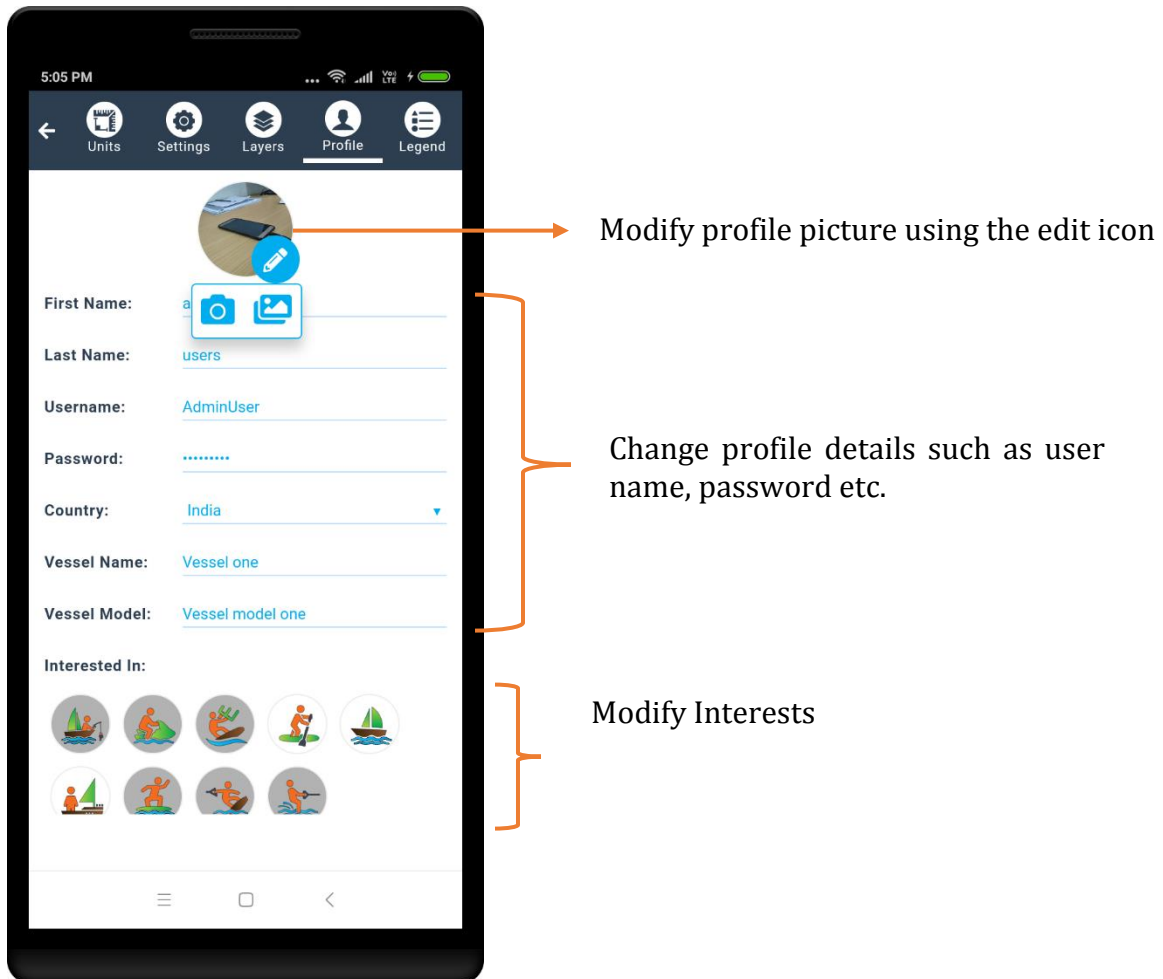 5:05 PM ... Vo) LTE
Units Settings Layers Profile Legend
Modify profile picture using the edit icon
First Name: a
Last Name: users
Username: AdminUser
Password: •••••••••
Country: India
Vessel Name: Vessel one
Vessel Model: Vessel model one
Change profile details such as user
name, password etc.
Interested In:
Modify Interests